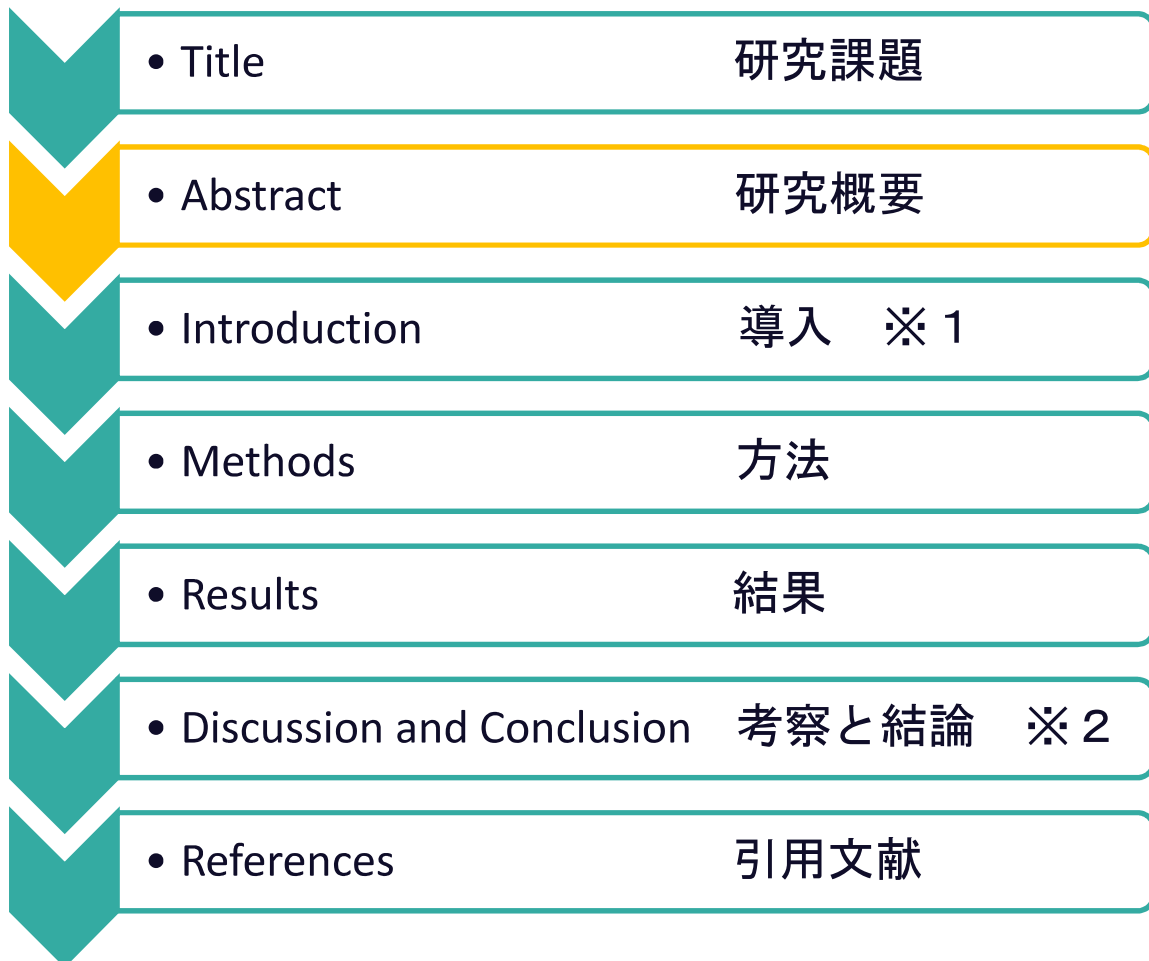 • Title 研究課題
• Abstract 研究概要
• Introduction 導入　※１
• Methods 方法
• Results 結果
• Discussion and Conclusion 考察と結論　※２
• References 引用文献